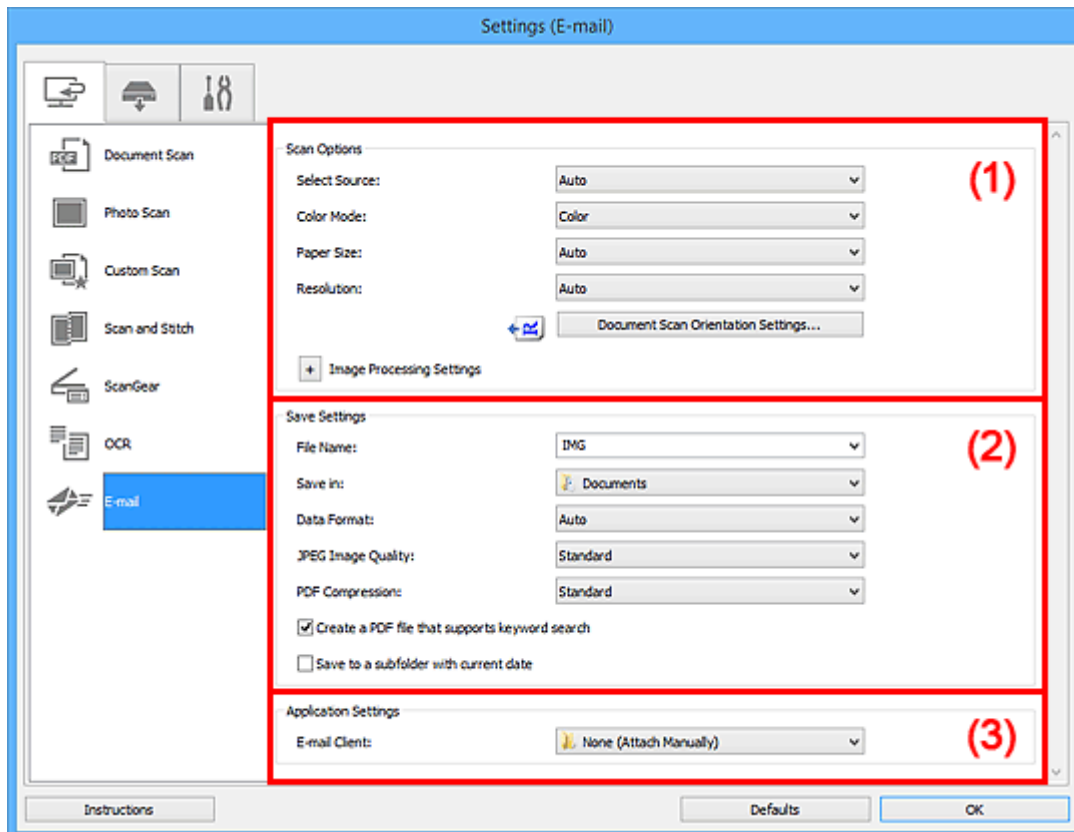 Settings (E-mail)
PDF
Document Scan
Photo Scan
Custom Scan
Scan and Stitch
ScanGear
OCR
E-mail
Scan Options
(1)
Select Source: Auto
Color Mode: Color
Paper Size: Auto
Resolution: Auto
R Document Scan Orientation Settings...
+ Image Processing Settings
Save Settings
(2)
File Name: IMG
Save in: Documents
Data Format: Auto
JPEG Image Quality: Standard
PDF Compression: Standard
Create a PDF file that supports keyword search
Save to a subfolder with current date
Application Settings
(3)
E-mail Client: None (Attach Manually)
Instructions Defaults OK